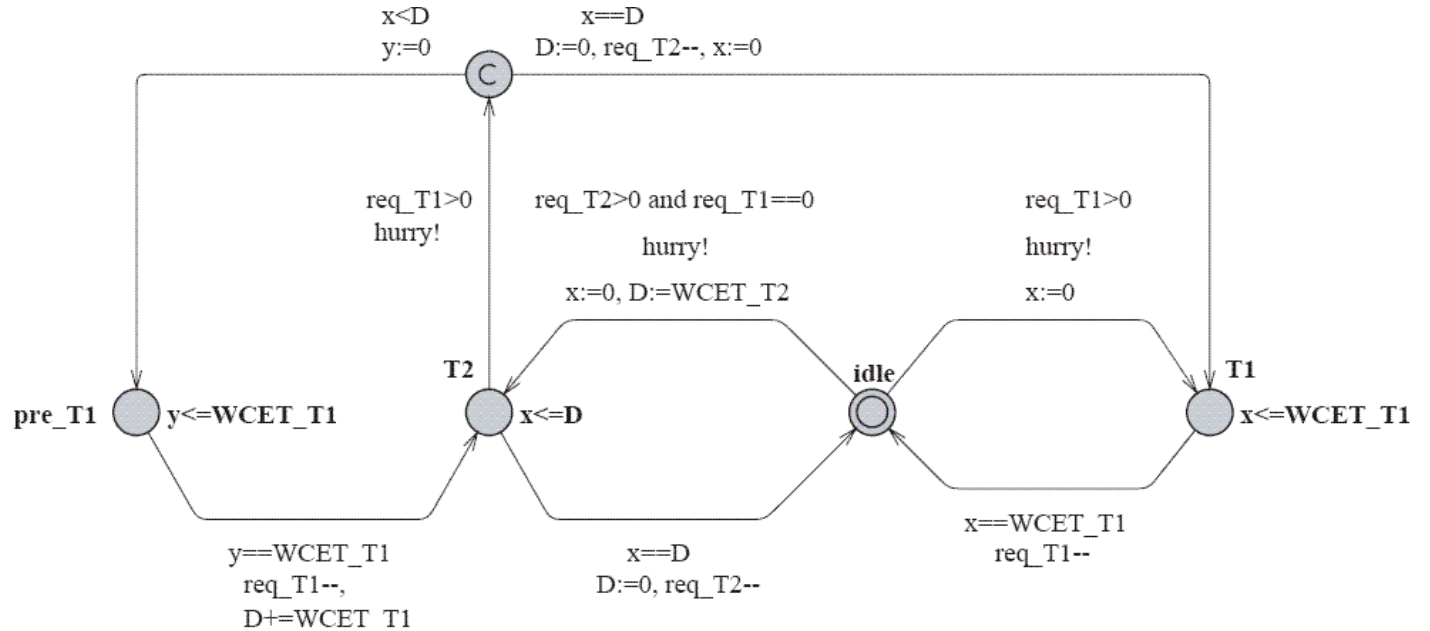 x<D
y:=0
x==D
D:=0, req_T2--, x:=0
C
req_T1>0
hurry!
req_T2>0 and req_T1==0
hurry!
x:=0, D:=WCET_T2
req_T1>0
hurry!
x:=0
T2
idle
T1
pre_T1
y<=WCET_T1
x<=D
x<=WCET_T1
y==WCET_T1
req_T1--,
D+=WCET_T1
x==D
D:=0, req_T2--
x==WCET_T1
req_T1--